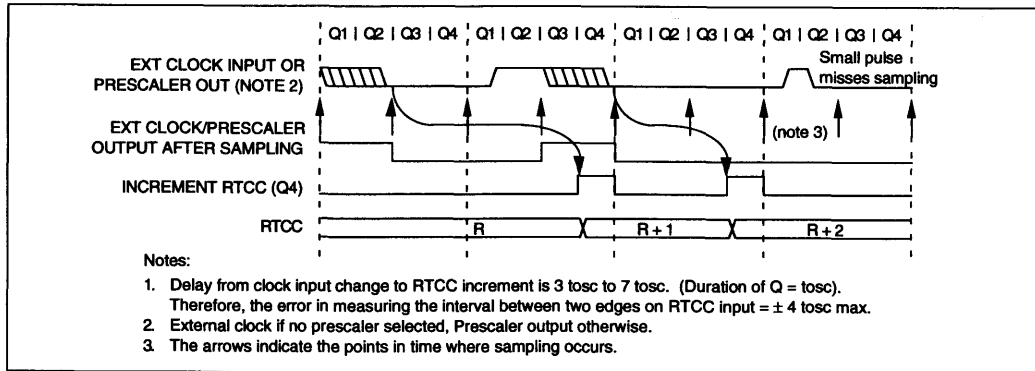 Q1 | Q2 | Q3 | Q4 Q1 | Q2 | Q3 | Q4 Q1 | Q2 | Q3 | Q4 Q1 | Q2 | Q3 | Q4
EXT CLOCK INPUT OR
PRESCALER OUT (NOTE 2)
Small pulse
misses sampling
EXT CLOCK/PRESCALER
OUTPUT AFTER SAMPLING
(note 3)
INCREMENT RTCC (Q4)
RTCC R R + 1 R + 2
Notes:
1. Delay from clock input change to RTCC increment is 3 tosc to 7 tosc. (Duration of Q = tosc).
Therefore, the error in measuring the interval between two edges on RTCC input = ± 4 tosc max.
2. External clock if no prescaler selected, Prescaler output otherwise.
3. The arrows indicate the points in time where sampling occurs.